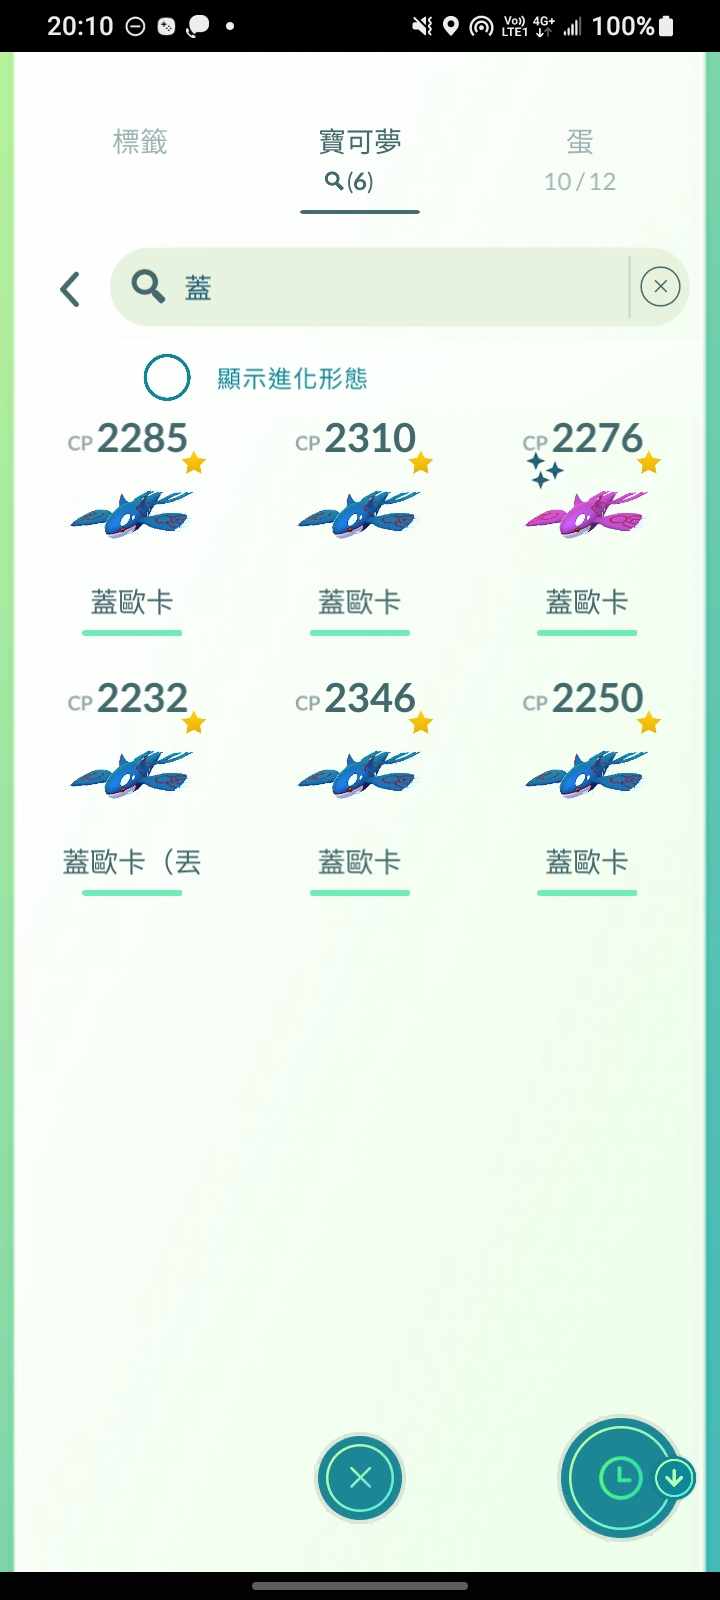 20:10 Vo)) LTE1 4G+ 100%
標籤 寶可夢 蛋
(6) 10 / 12
蓋
顯示進化形態
CP 2285 CP 2310 CP 2276
蓋歐卡 蓋歐卡 蓋歐卡
CP 2232 CP 2346 CP 2250
蓋歐卡（丟 蓋歐卡 蓋歐卡